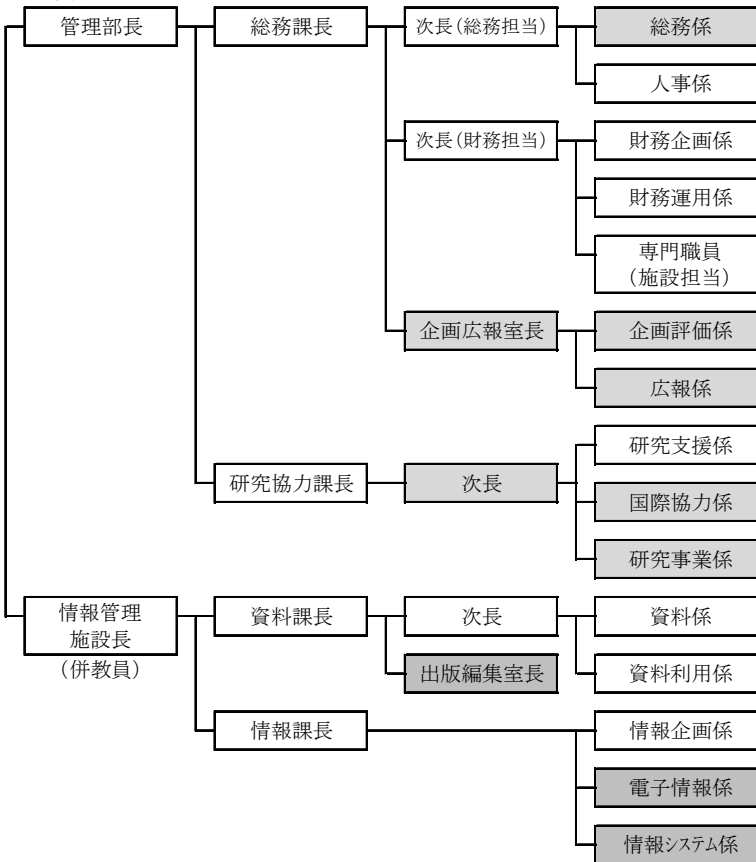 管理部長
総務課長
次長(総務担当)
総務係
人事係
次長(財務担当)
財務企画係
財務運用係
専門職員
(施設担当)
企画広報室長
企画評価係
広報係
研究支援係
研究協力課長
次長
国際協力係
研究事業係
情報管理
施設長
(併教員)
資料課長
次長
資料係
出版編集室長
資料利用係
情報課長
情報企画係
電子情報係
情報システム係